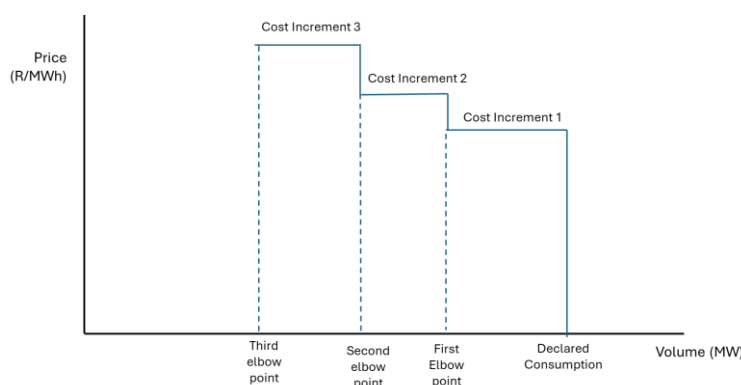 Cost Increment 3
Price
(R/MWh)
Cost Increment 2
Cost Increment 1
Third
elbow
point
Second
elbow
point
First
Elbow
point
Declared
Consumption
Volume (MW)